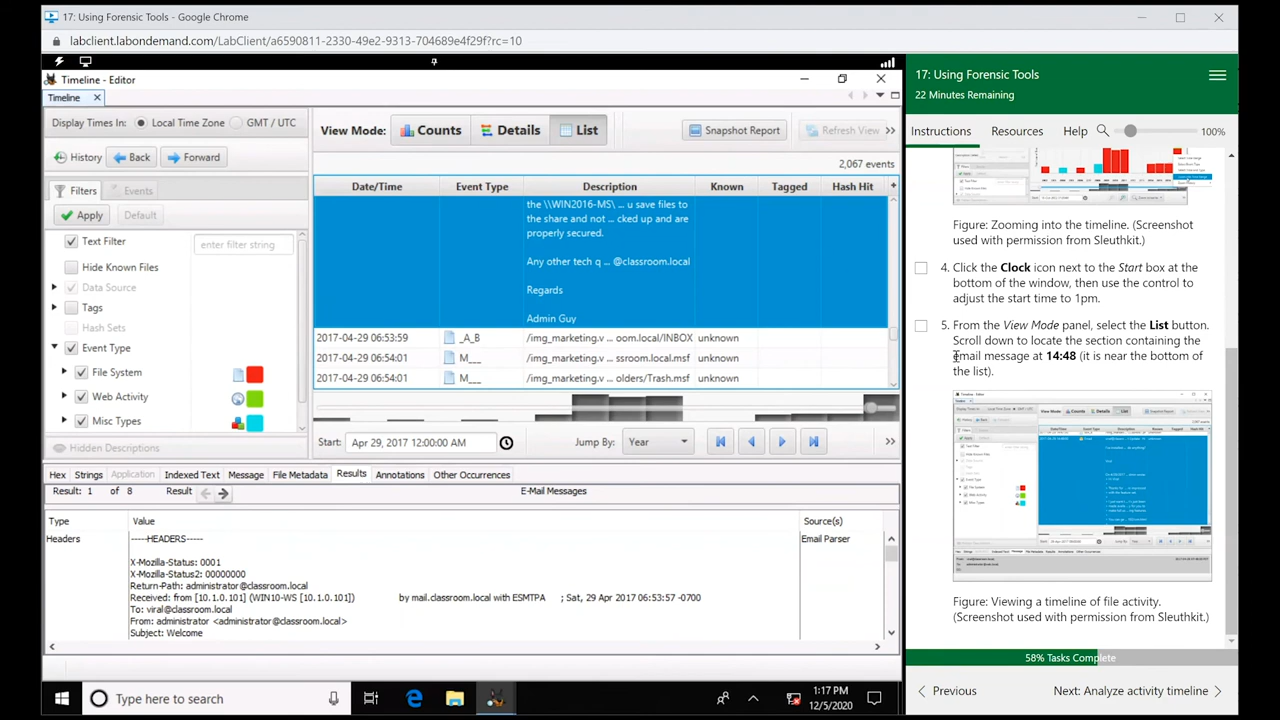 17: Using Forensic Tools - Google Chrome
labclient.labondemand.com/LabClient/a6590811-2330-49e2-9313-704689e4f29f?rc=10
Timeline - Editor
Timeline
Display Times In: Local Time Zone GMT / UTC
History Back Forward
Filters Events
Apply Default
Text Filter enter filter string
Hide Known Files
Data Source
Tags
Hash Sets
Event Type
File System
Web Activity
Misc Types
Hidden Descriptions
View Mode: Counts Details List Snapshot Report Refresh View
2,067 events
Date/Time Event Type Description Known Tagged Hash Hit
the \\WIN2016-MS\ ... u save files to
the share and not ... cked up and are
properly secured.
Any other tech q ... @classroom.local
Regards
Admin Guy
2017-04-29 06:53:59 _A_B /img_marketing.v ... oom.local/INBOX unknown
2017-04-29 06:54:01 M___ /img_marketing.v ... ssroom.local.msf unknown
2017-04-29 06:54:01 M___ /img_marketing.v ... olders/Trash.msf unknown
Start: Apr 29, 2017 12:00:00 AM Jump By: Year
Hex Strings Application Indexed Text Message File Metadata Results Annotations Other Occurrences
Result: 1 of 8 Result E-Mail Messages
Type Value Source(s)
Headers -----HEADERS----- Email Parser
X-Mozilla-Status: 0001
X-Mozilla-Status2: 00000000
Return-Path: administrator@classroom.local
Received: from [10.1.0.101] (WIN10-WS [10.1.0.101]) by mail.classroom.local with ESMTPA ; Sat, 29 Apr 2017 06:53:57 -0700
To: viral@classroom.local
From: administrator <administrator@classroom.local>
Subject: Welcome
Type here to search
1:17 PM
12/5/2020
17: Using Forensic Tools
22 Minutes Remaining
Instructions Resources Help 100%
Figure: Zooming into the timeline. (Screenshot
used with permission from Sleuthkit.)
4. Click the Clock icon next to the Start box at the
bottom of the window, then use the control to
adjust the start time to 1pm.
5. From the View Mode panel, select the List button.
Scroll down to locate the section containing the
email message at 14:48 (it is near the bottom of
the list).
Figure: Viewing a timeline of file activity.
(Screenshot used with permission from Sleuthkit.)
58% Tasks Complete
Previous Next: Analyze activity timeline